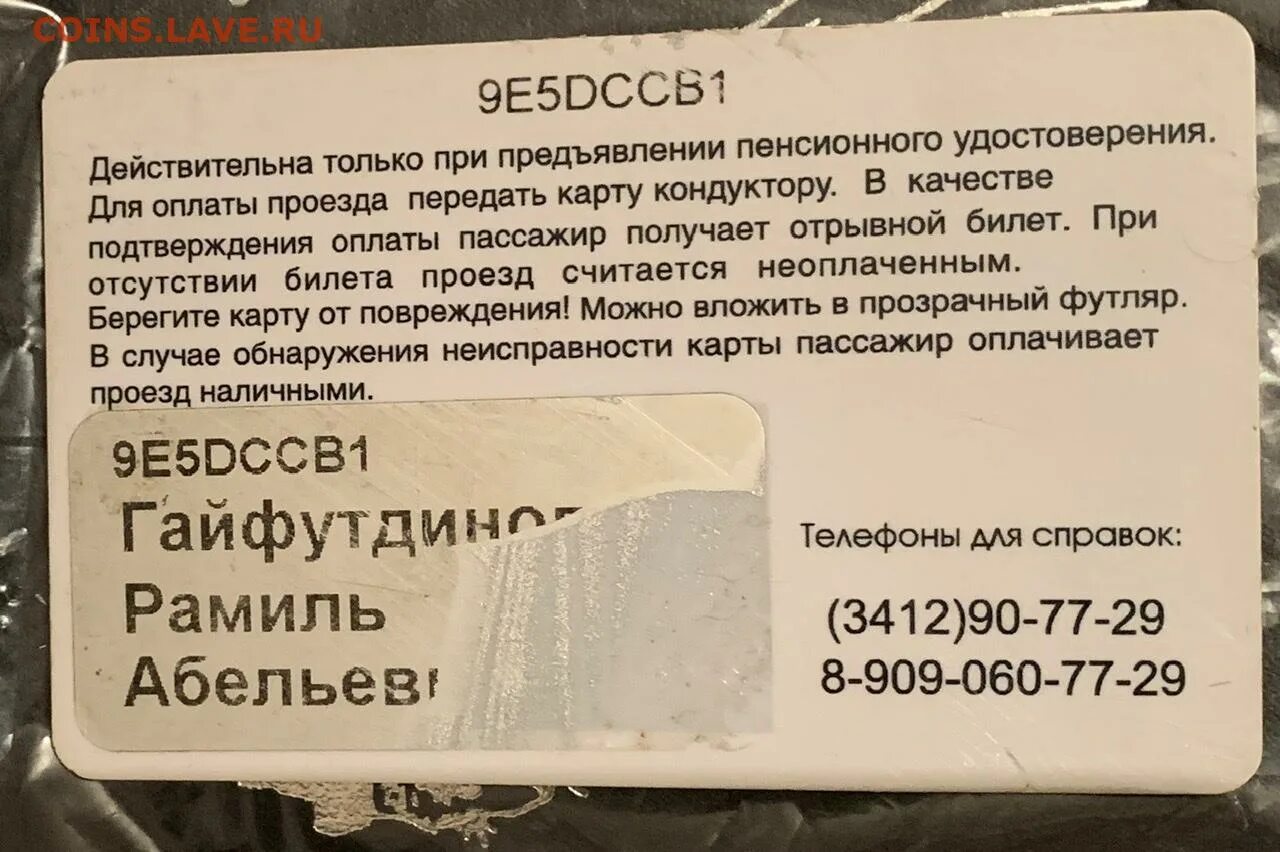 COINS.LAVE.RU
9E5DCCB1
Действительна только при предъявлении пенсионного удостоверения.
Для оплаты проезда передать карту кондуктору. В качестве
подтверждения оплаты пассажир получает отрывной билет. При
отсутствии билета проезд считается неоплаченным.
Берегите карту от повреждения! Можно вложить в прозрачный футляр.
В случае обнаружения неисправности карты пассажир оплачивает
проезд наличными.
9E5DCCB1
Рамиль
Телефоны для справок:
(3412)90-77-29
8-909-060-77-29